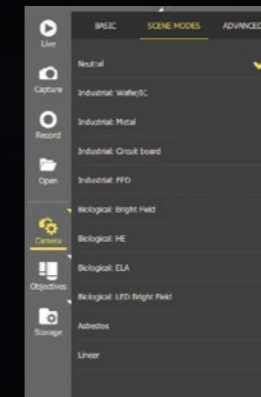 BASIC SCENE MODES ADVANCED
Live
Capture
Record
Open
Camera
Objectives
Storage
Neutral
Industrial: Wafer/IC
Industrial: Metal
Industrial: Circuit board
Industrial: FPD
Biological: Bright Field
Biological: HE
Biological: ELA
Biological: LED Bright Field
Asbestos
Linear